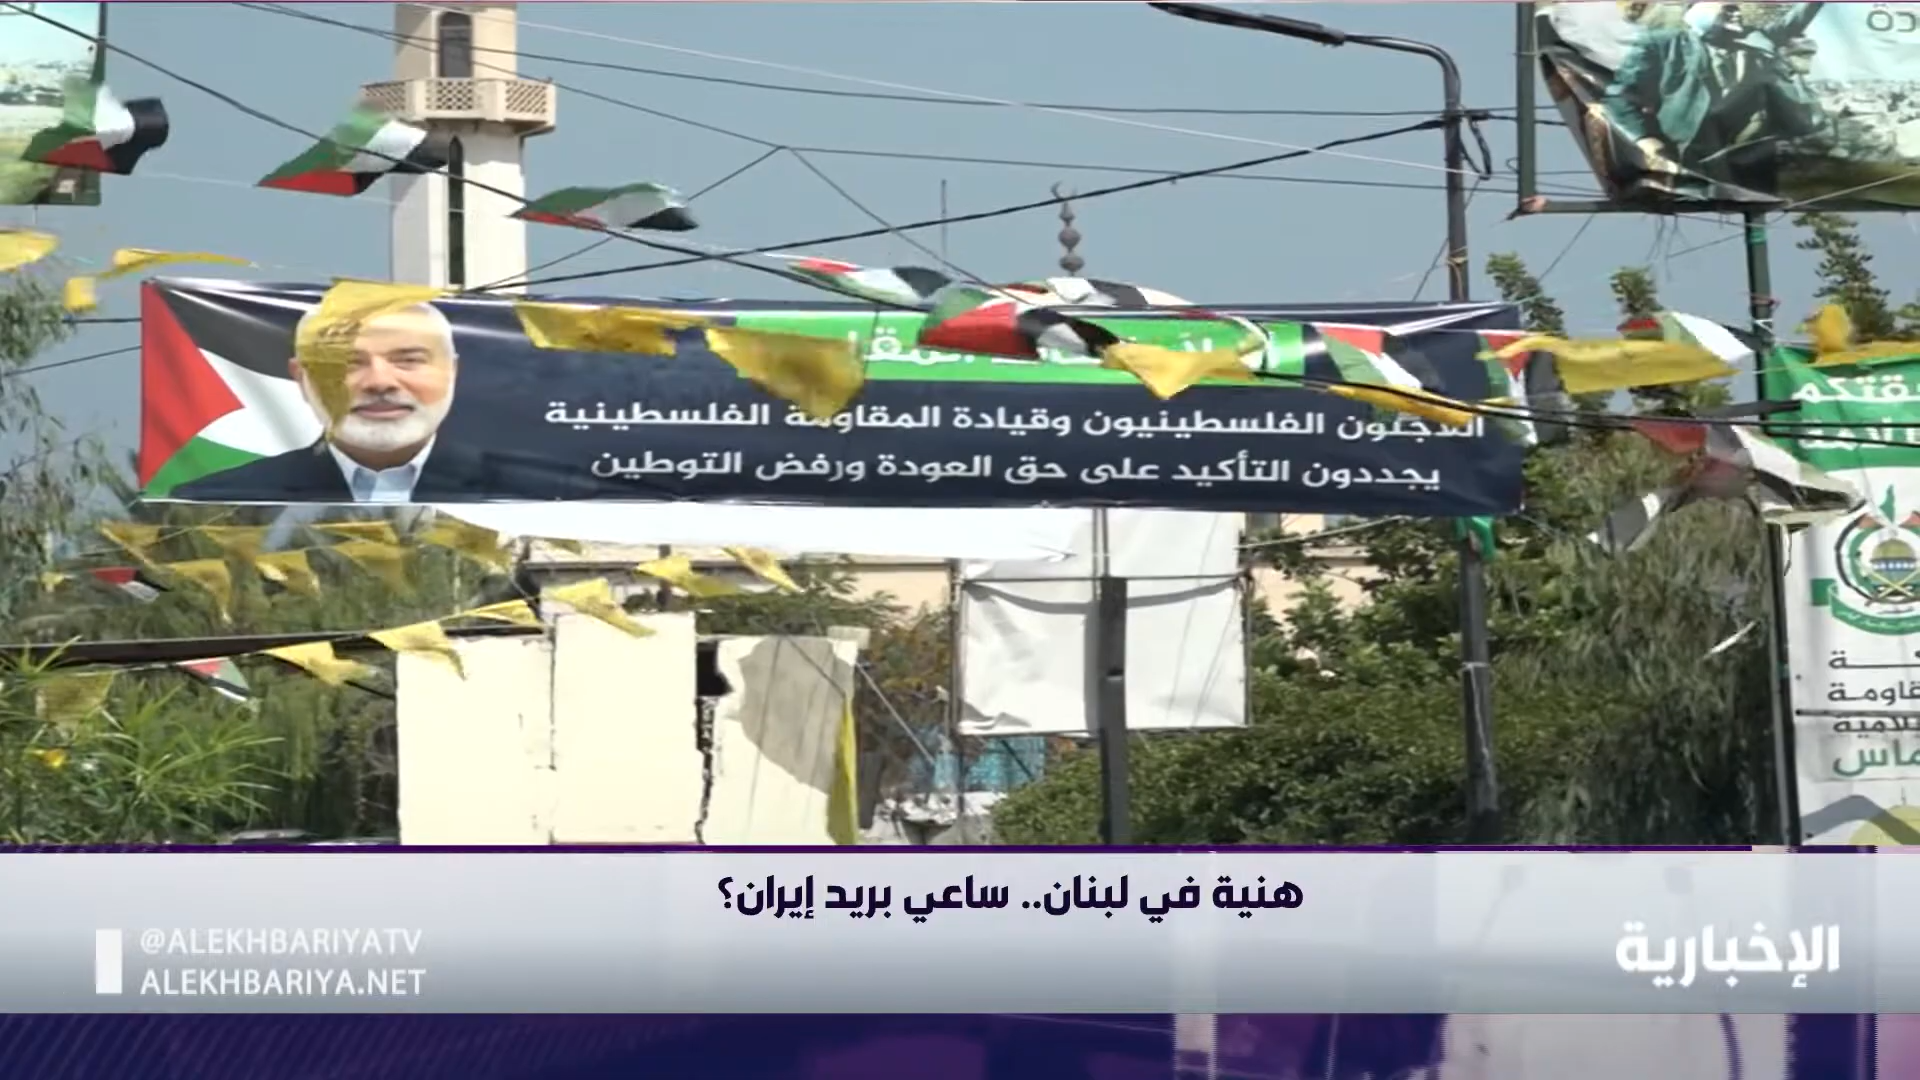 دة
اللاجئون الفلسطينيون وقيادة المقاومة الفلسطينية
يجددون التأكيد على حق العودة ورفض التوطين
هنية في لبنان.. ساعي بريد إيران؟
@ALEKHBARIYATV
ALEKHBARIYA.NET
الإخبارية